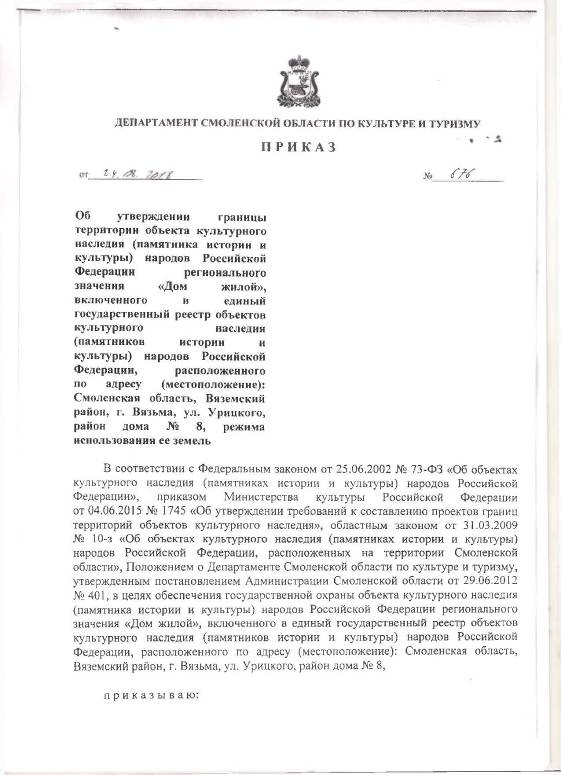 ДЕПАРТАМЕНТ СМОЛЕНСКОЙ ОБЛАСТИ ПО КУЛЬТУРЕ И ТУРИЗМУ
П Р И К А З
от 24.08.2018 № 676
Об утверждении границы
территории объекта культурного
наследия (памятника истории и
культуры) народов Российской
Федерации регионального
значения «Дом жилой»,
включенного в единый
государственный реестр объектов
культурного наследия
(памятников истории и
культуры) народов Российской
Федерации, расположенного
по адресу (местоположение):
Смоленская область, Вяземский
район, г. Вязьма, ул. Урицкого,
район дома № 8, режима
использования ее земель
В соответствии с Федеральным законом от 25.06.2002 № 73-ФЗ «Об объектах
культурного наследия (памятниках истории и культуры) народов Российской
Федерации», приказом Министерства культуры Российской Федерации
от 04.06.2015 № 1745 «Об утверждении требований к составлению проектов границ
территорий объектов культурного наследия», областным законом от 31.03.2009
№ 10-з «Об объектах культурного наследия (памятниках истории и культуры)
народов Российской Федерации, расположенных на территории Смоленской
области», Положением о Департаменте Смоленской области по культуре и туризму,
утвержденным постановлением Администрации Смоленской области от 29.06.2012
№ 401, в целях обеспечения государственной охраны объекта культурного наследия
(памятника истории и культуры) народов Российской Федерации регионального
значения «Дом жилой», включенного в единый государственный реестр объектов
культурного наследия (памятников истории и культуры) народов Российской
Федерации, расположенного по адресу (местоположение): Смоленская область,
Вяземский район, г. Вязьма, ул. Урицкого, район дома № 8,
п р и к а з ы в а ю: